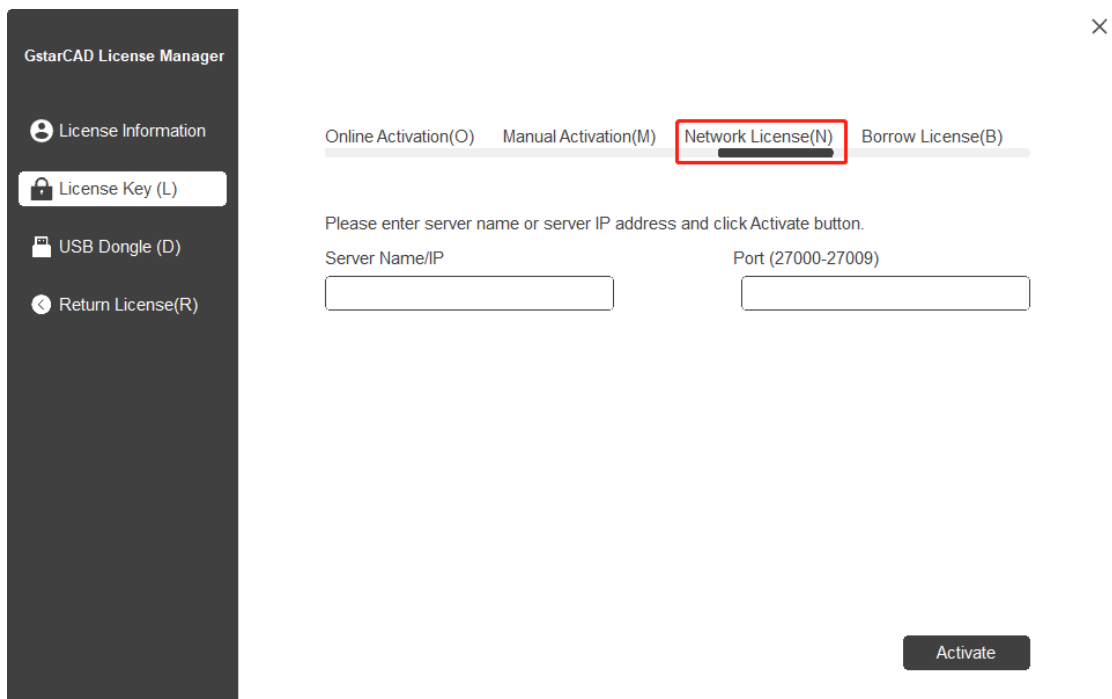 GstarCAD License Manager
License Information
License Key (L)
USB Dongle (D)
Return License(R)
Online Activation(O) Manual Activation(M) Network License(N) Borrow License(B)
Please enter server name or server IP address and click Activate button.
Server Name/IP Port (27000-27009)
Activate